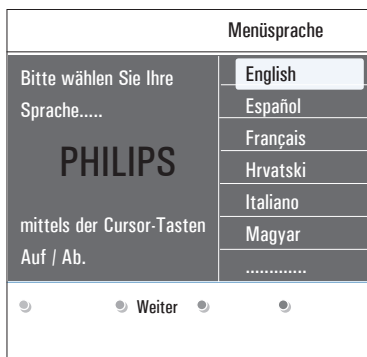 Menüsprache
Bitte wählen Sie Ihre
Sprache.....
PHILIPS
mittels der Cursor-Tasten
Auf / Ab.
English
Español
Français
Hrvatski
Italiano
Magyar
.............
Weiter